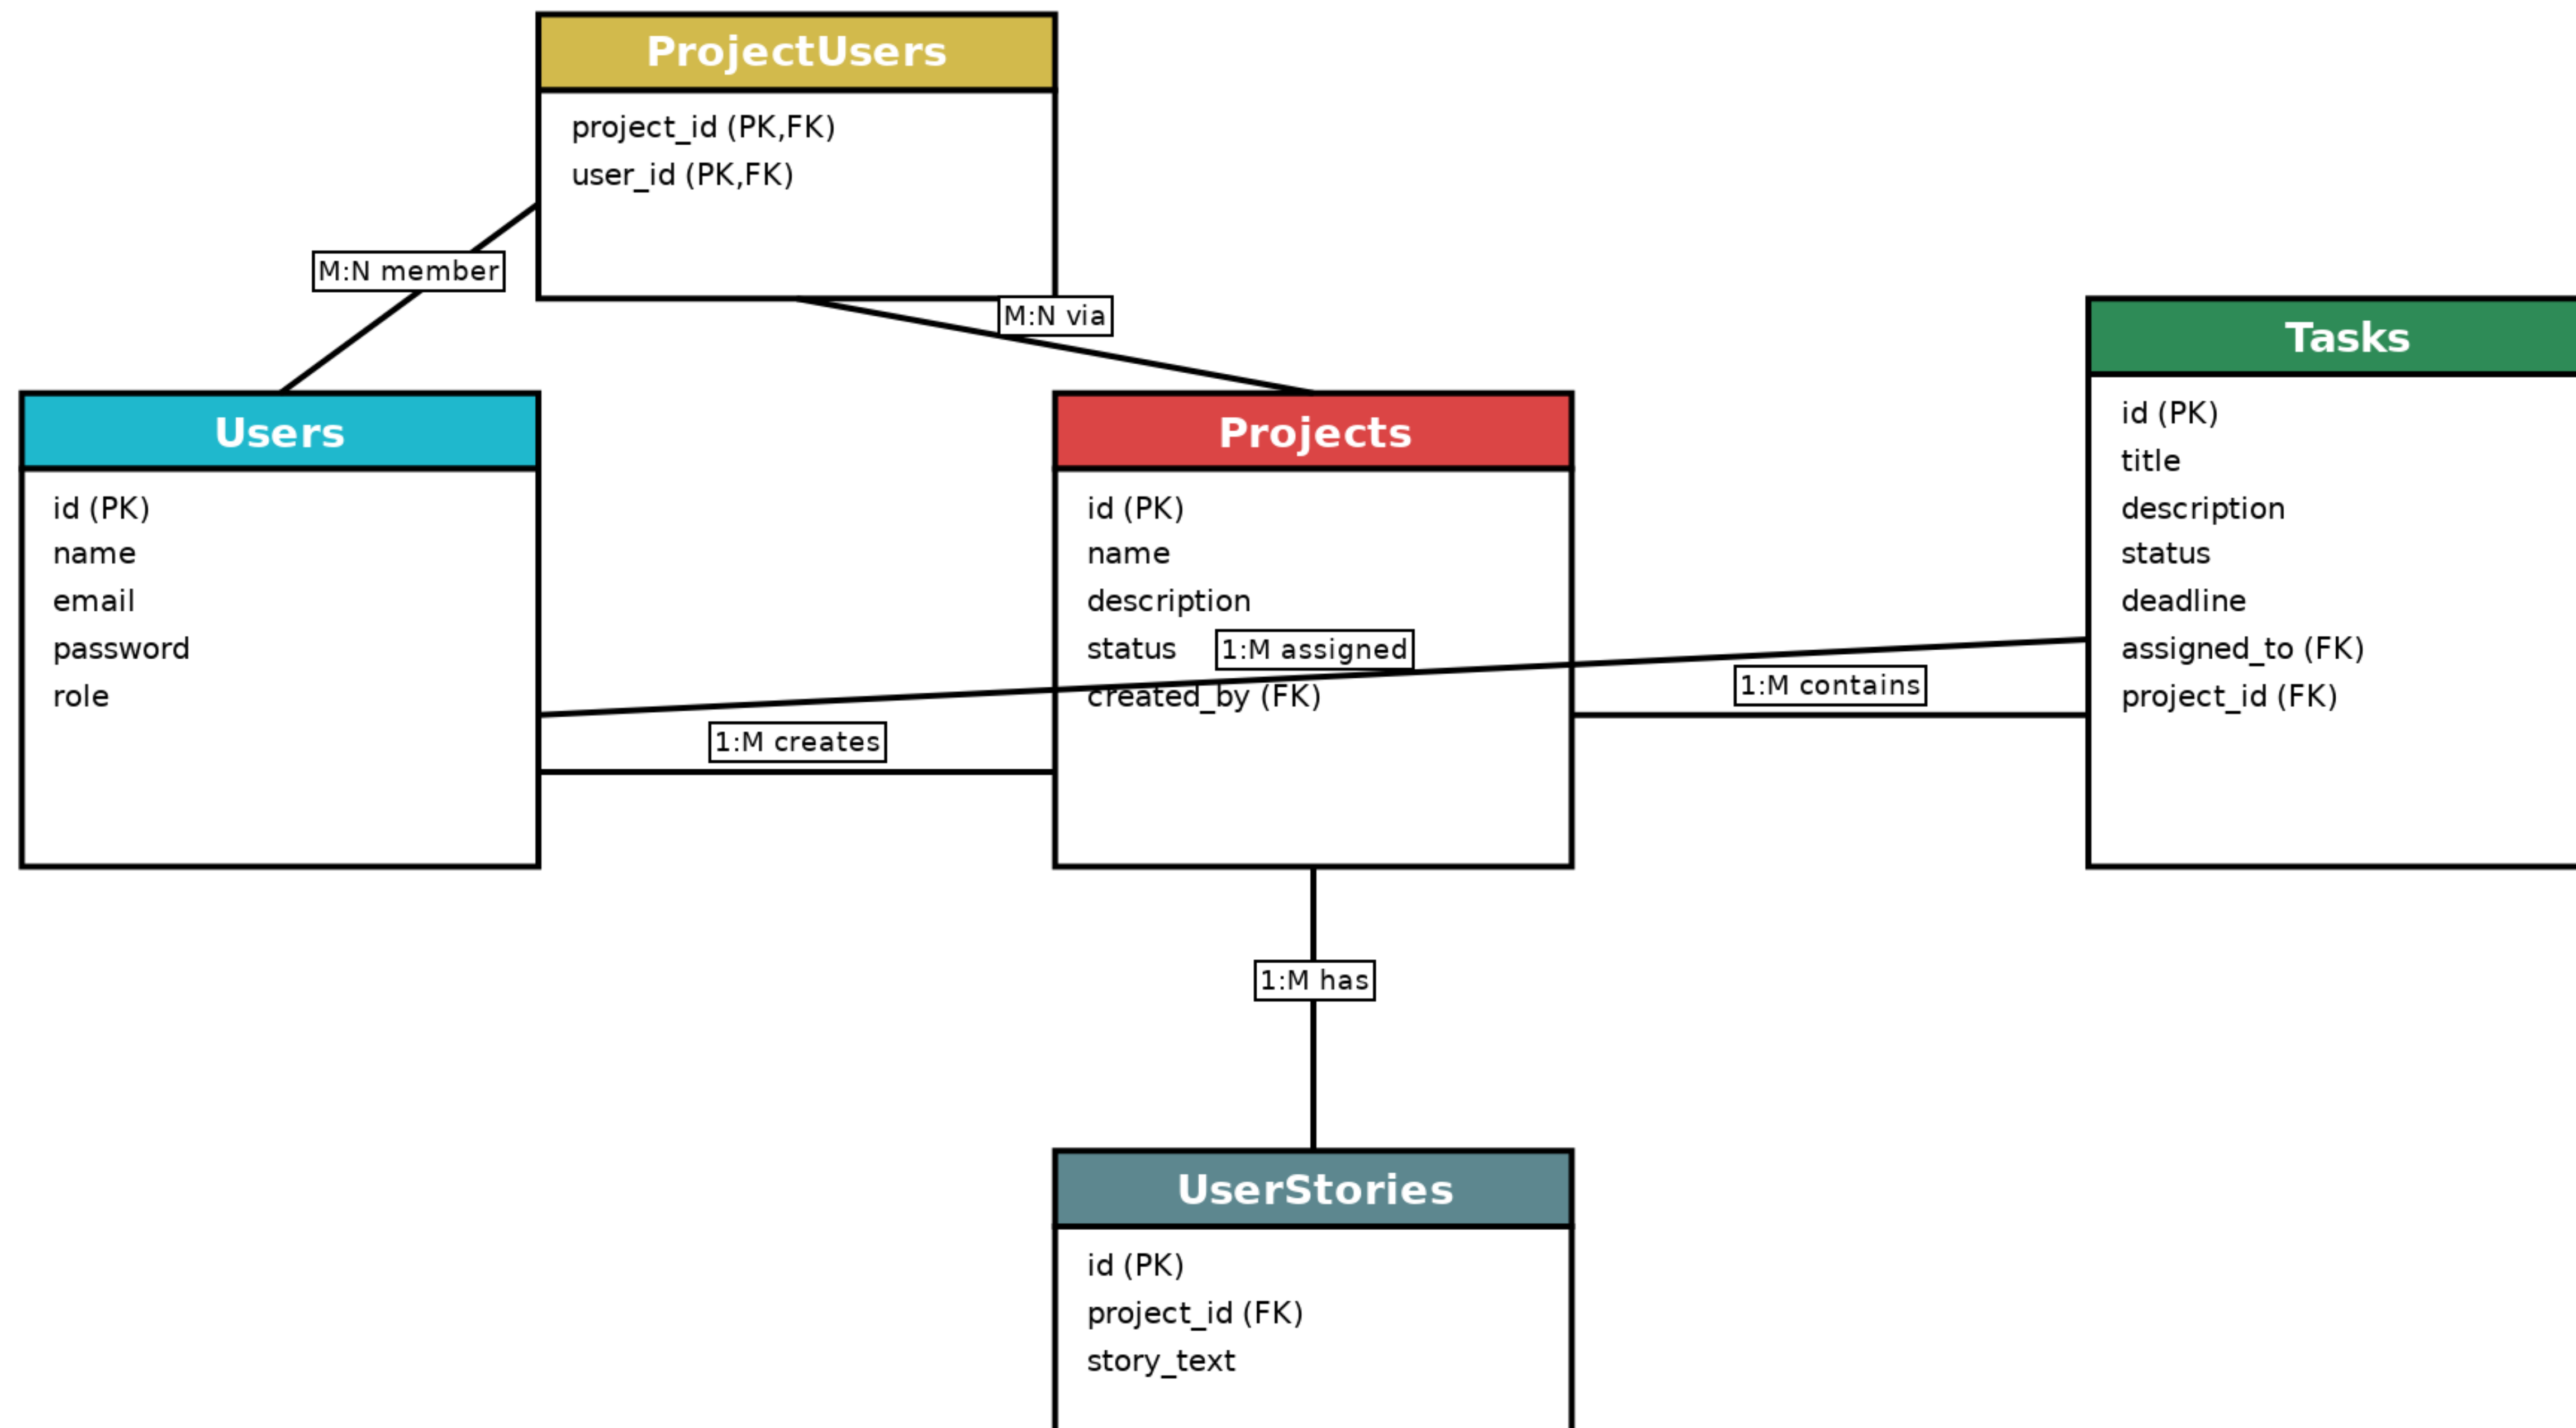 ProjectUsers
project_id (PK,FK)
user_id (PK,FK)
M:N member
M:N via
Users
id (PK)
name
email
password
role
Projects
id (PK)
name
description
status
created_by (FK)
Tasks
id (PK)
title
description
status
deadline
assigned_to (FK)
project_id (FK)
1:M assigned
1:M contains
1:M creates
1:M has
UserStories
id (PK)
project_id (FK)
story_text